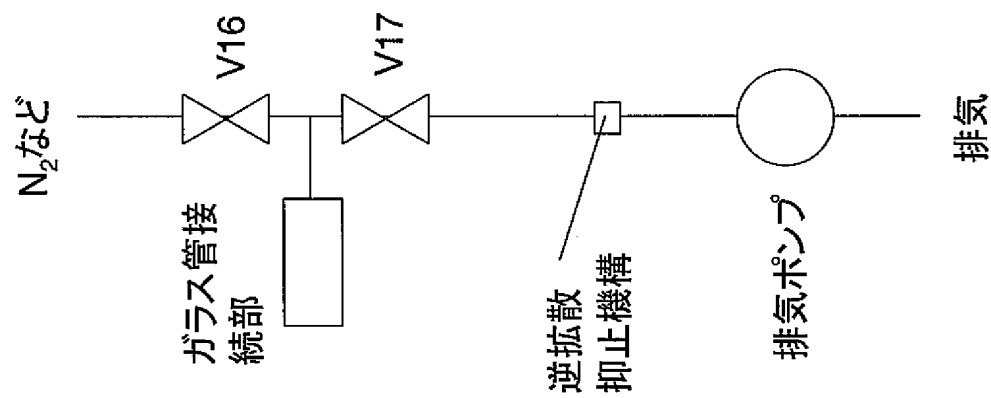 N₂など
V16
V17
ガラス管接
続部
逆拡散
抑止機構
排気ポンプ
排気